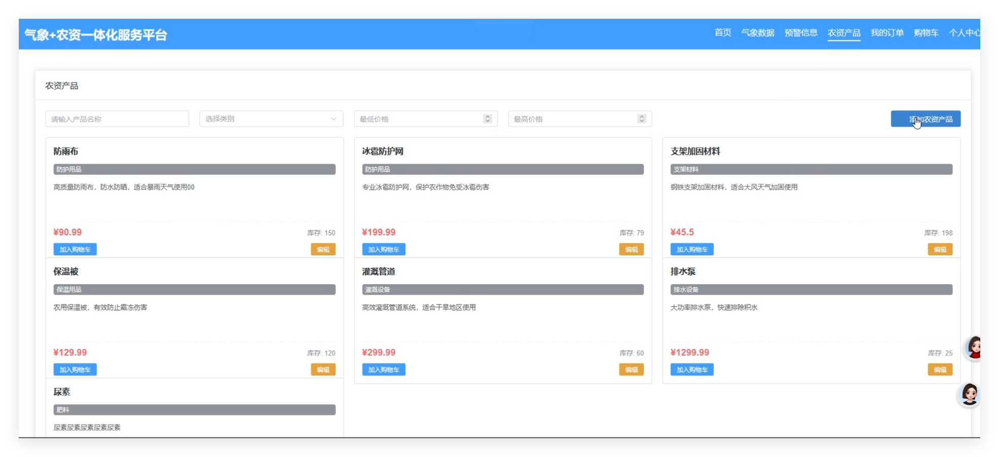 气象+农资一体化服务平台
首页 气象数据 预警信息 农资产品 我的订单 购物车 个人中心
农资产品
请输入产品名称 选择类别 最低价格 最高价格 添加农资产品
防雨布 冰雹防护网 支架加固材料
防护用品 防护用品 支架材料
高质量防雨布，防水防晒，适合暴雨天气使用00 专业冰雹防护网，保护农作物免受冰雹伤害 钢铁支架加固材料，适合大风天气加固使用
¥90.99 库存: 150 ¥199.99 库存: 79 ¥45.5 库存: 198
加入购物车 编辑 加入购物车 编辑 加入购物车 编辑
保温被 灌溉管道 排水泵
保温用品 灌溉设备 排水设备
农用保温被，有效防止霜冻伤害 高效灌溉管道系统，适合干旱地区使用 大功率排水泵，快速排除积水
¥129.99 库存: 120 ¥299.99 库存: 60 ¥1299.99 库存: 25
加入购物车 编辑 加入购物车 编辑 加入购物车 编辑
尿素
肥料
尿素尿素尿素尿素尿素